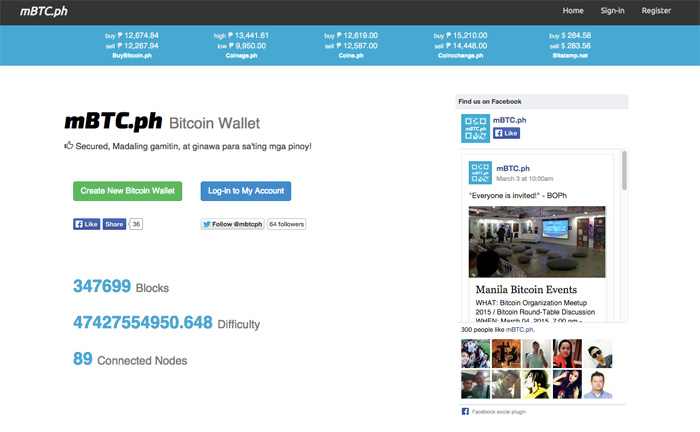 mBTC.ph
Home Sign-in Register
buy ₱ 12,674.84
sell ₱ 12,267.94
BuyBitcoin.ph
high ₱ 13,441.61
low ₱ 9,950.00
Coinage.ph
buy ₱ 12,619.00
sell ₱ 12,587.00
Coins.ph
buy ₱ 15,210.00
sell ₱ 14,448.00
Coinxchange.ph
buy $ 284.58
sell $ 283.56
Bitstamp.net
mBTC.ph Bitcoin Wallet
Secured, Madaling gamitin, at ginawa para sa'ting mga pinoy!
Create New Bitcoin Wallet
Log-in to My Account
Like Share 36
Follow @mbtcph 64 followers
347699 Blocks
47427554950.648 Difficulty
89 Connected Nodes
Find us on Facebook
mBTC.ph
mBTC.ph
Like
mBTC.ph
mBTC.ph
March 3 at 10:00am
"Everyone is invited!" - BOPh
Manila Bitcoin Events
WHAT: Bitcoin Organization Meetup
2015 / Bitcoin Round-Table Discussion
WHEN: March 04, 2015, 7:00 pm -
300 people like mBTC.ph.
Facebook social plugin